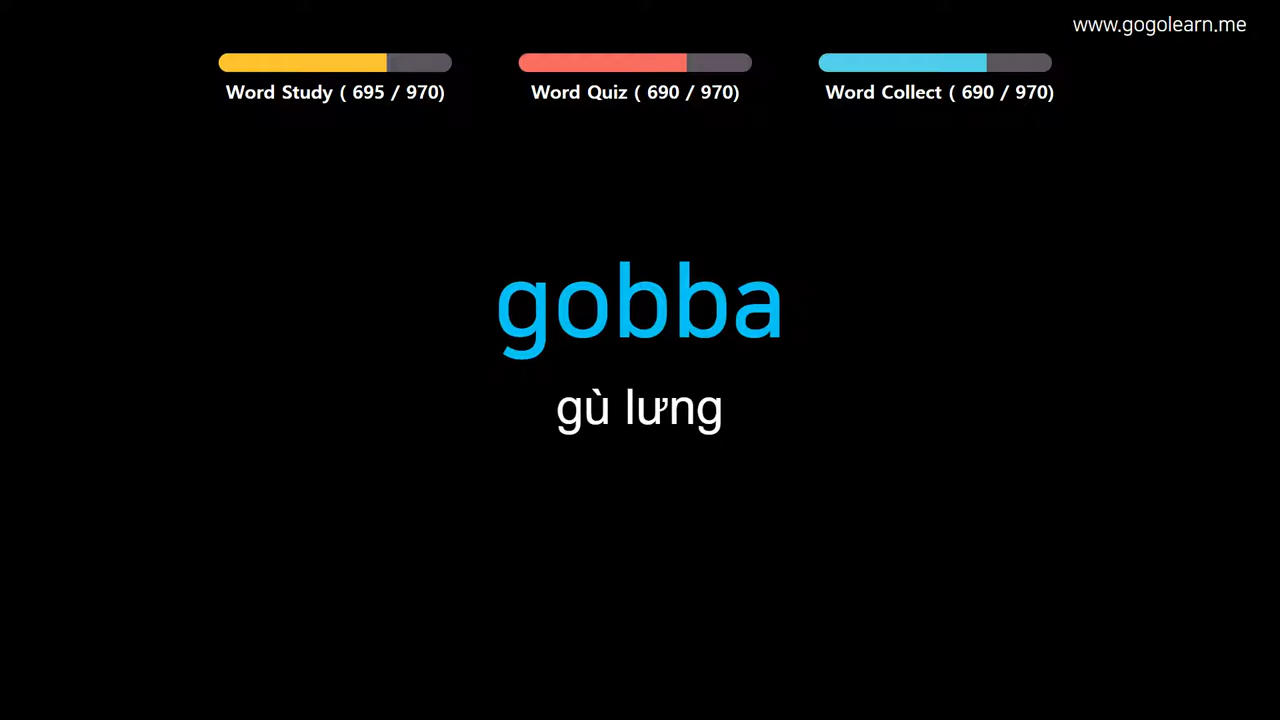 www.gogolearn.me
Word Study ( 695 / 970)
Word Quiz ( 690 / 970)
Word Collect ( 690 / 970)
gobba
gù lưng